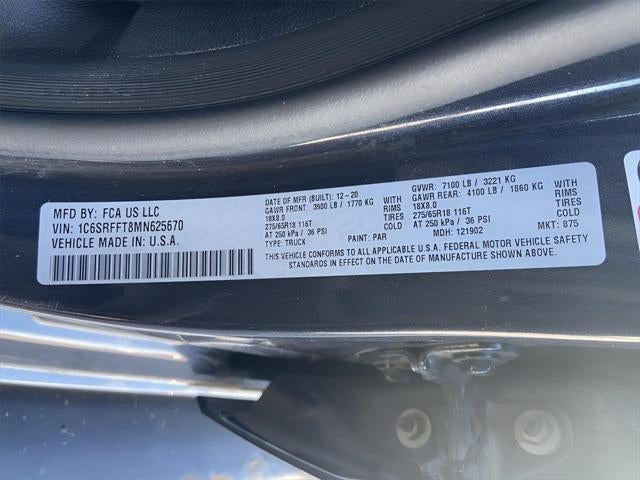 MFD BY: FCA US LLC
VIN: 1C6SRFFT8MN625670
VEHICLE MADE IN U.S.A.
DATE OF MFR (BUILT): 12-20
GAWR FRONT: 3900 LB / 1770 KG
18X8.0
275/65R18 116T
AT 250 kPa / 36 PSI
TYPE: TRUCK
PAINT: PAR
WITH
RIMS
TIRES
COLD
GVWR: 7100 LB / 3221 KG
GAWR REAR: 4100 LB / 1860 KG
18X8.0
275/65R18 116T
AT 250 kPa / 36 PSI
MDH: 121902
WITH
RIMS
TIRES
COLD
MKT: 875
THIS VEHICLE CONFORMS TO ALL APPLICABLE U.S.A. FEDERAL MOTOR VEHICLE SAFETY
STANDARDS IN EFFECT ON THE DATE OF MANUFACTURE SHOWN ABOVE.